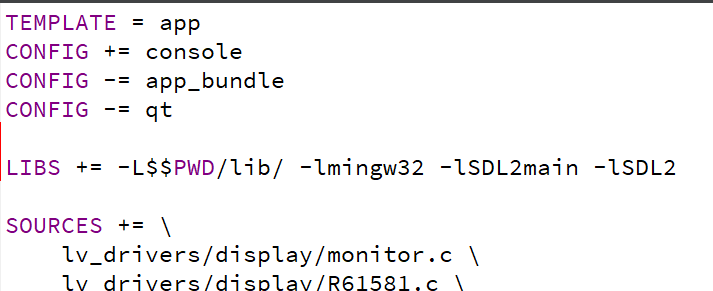 TEMPLATE = app
CONFIG += console
CONFIG -= app_bundle
CONFIG -= qt
LIBS += -L$$PWD/lib/ -lmingw32 -lSDL2main -lSDL2
SOURCES += \
lv_drivers/display/monitor.c \
lv_drivers/display/R61581.c \